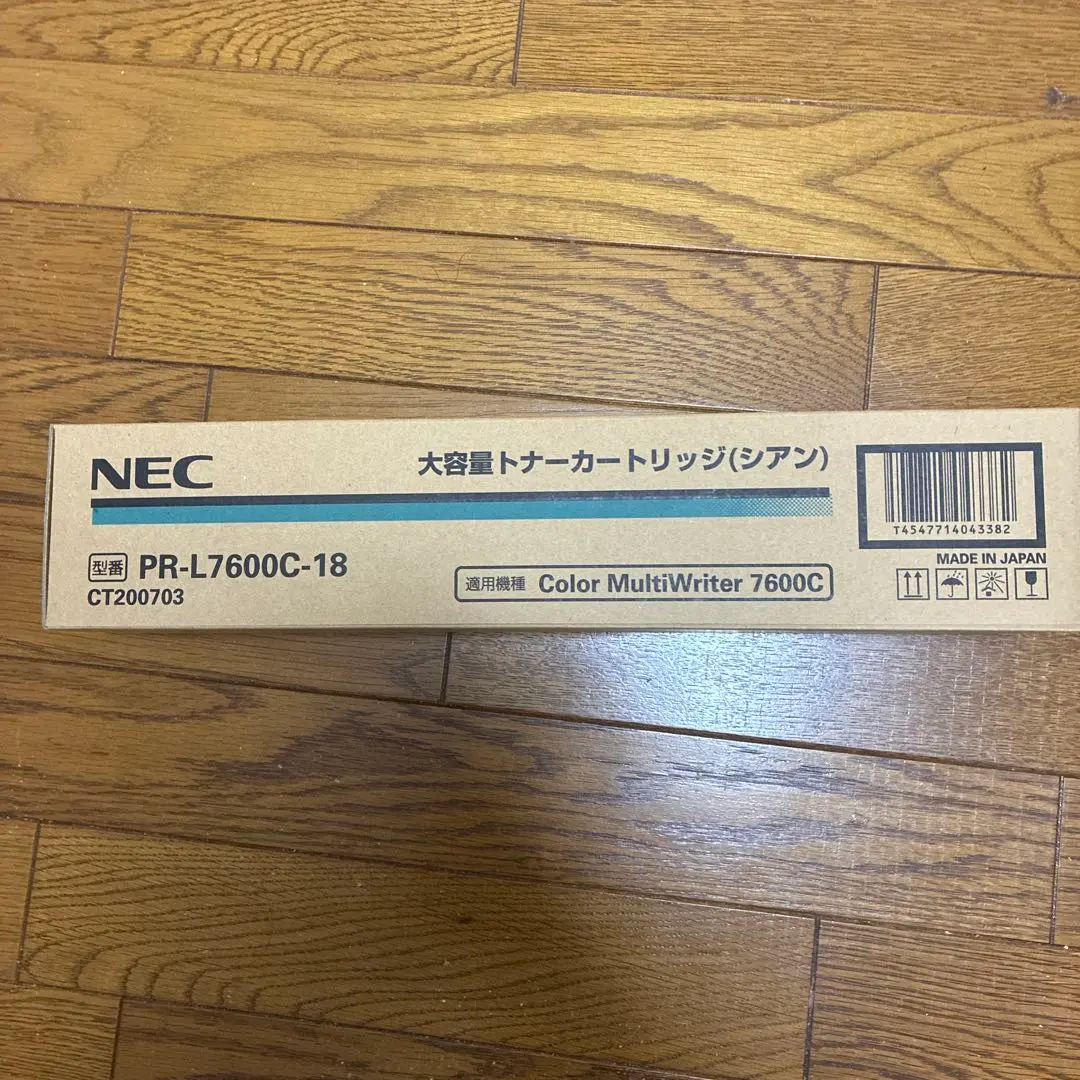 NEC
大容量トナーカートリッジ(シアン)
T4547714043382
型番 PR-L7600C-18
CT200703
適用機種 Color MultiWriter 7600C
MADE IN JAPAN